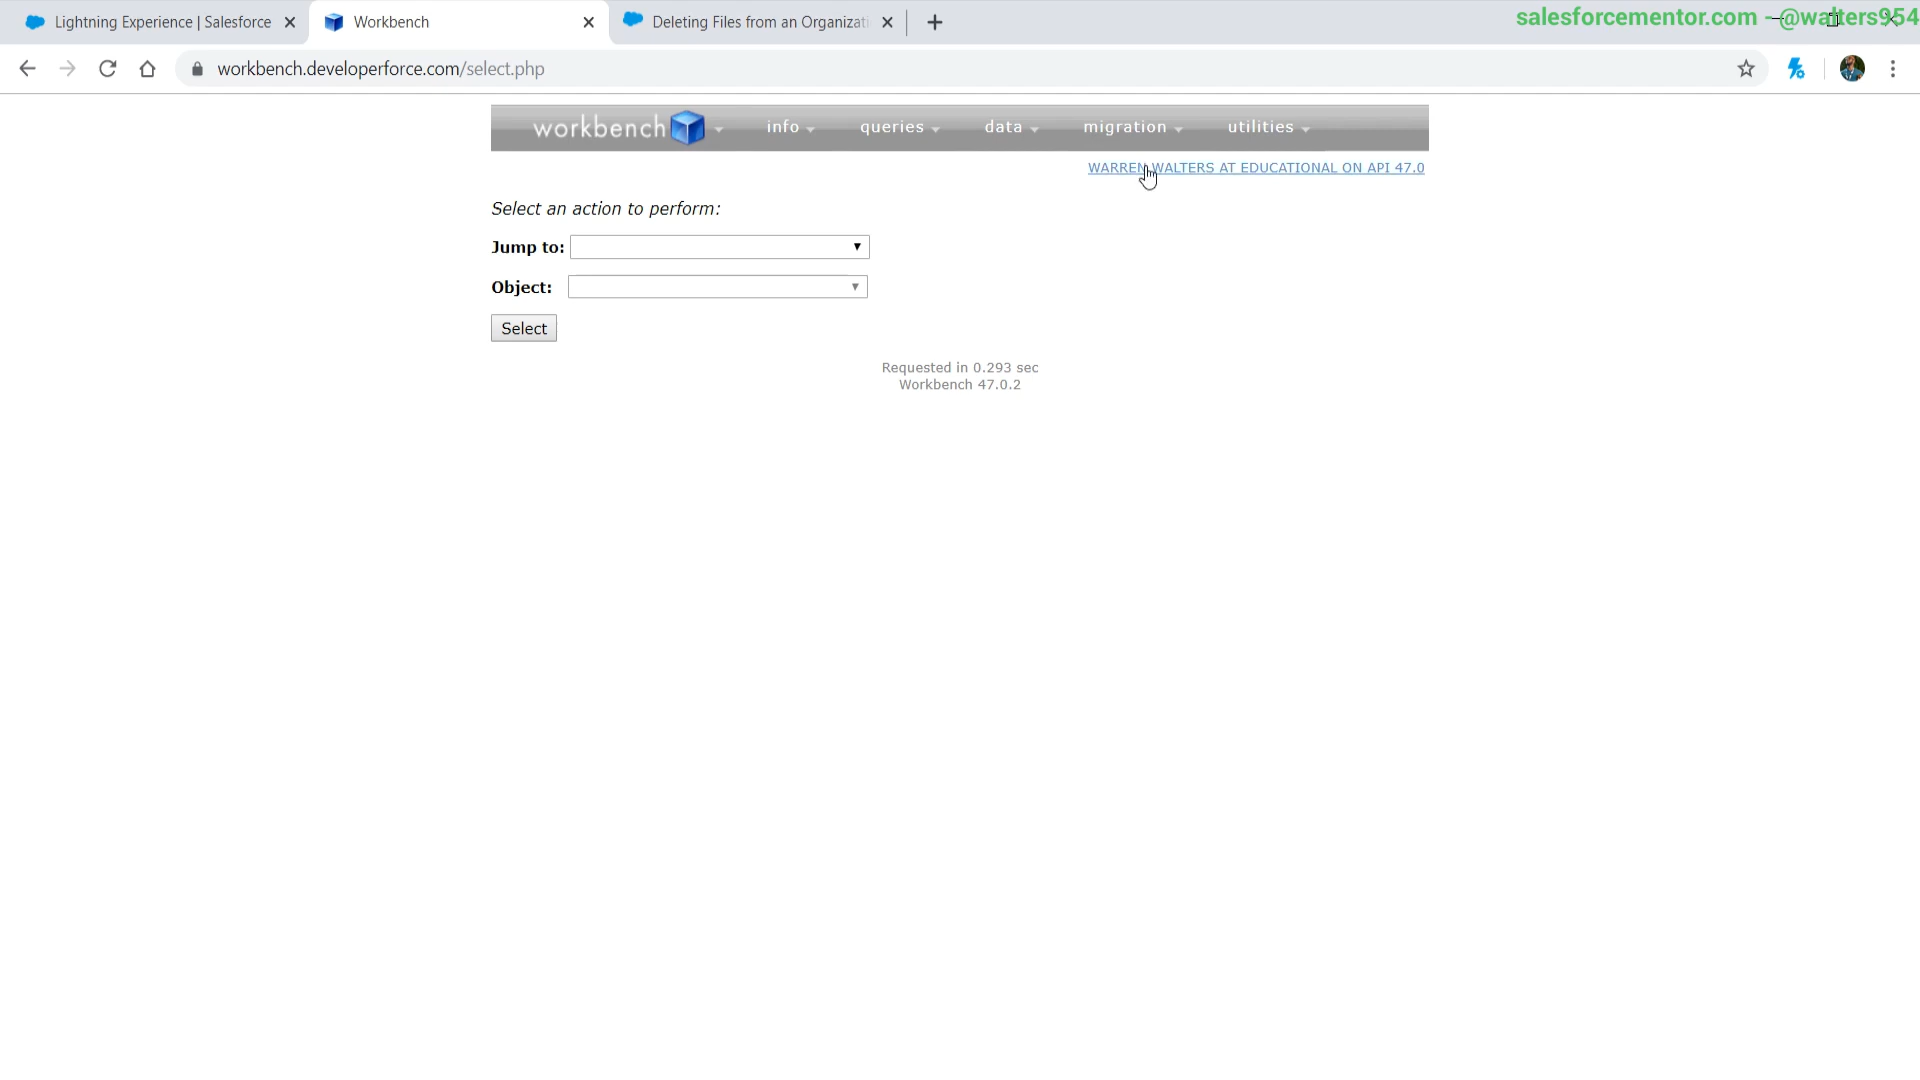 Lightning Experience | Salesforce
Workbench
Deleting Files from an Organizati
salesforcementor.com - @walters954
workbench.developerforce.com/select.php
workbench info queries data migration utilities
WARREN WALTERS AT EDUCATIONAL ON API 47.0
Select an action to perform:
Jump to:
Object:
Select
Requested in 0.293 sec
Workbench 47.0.2